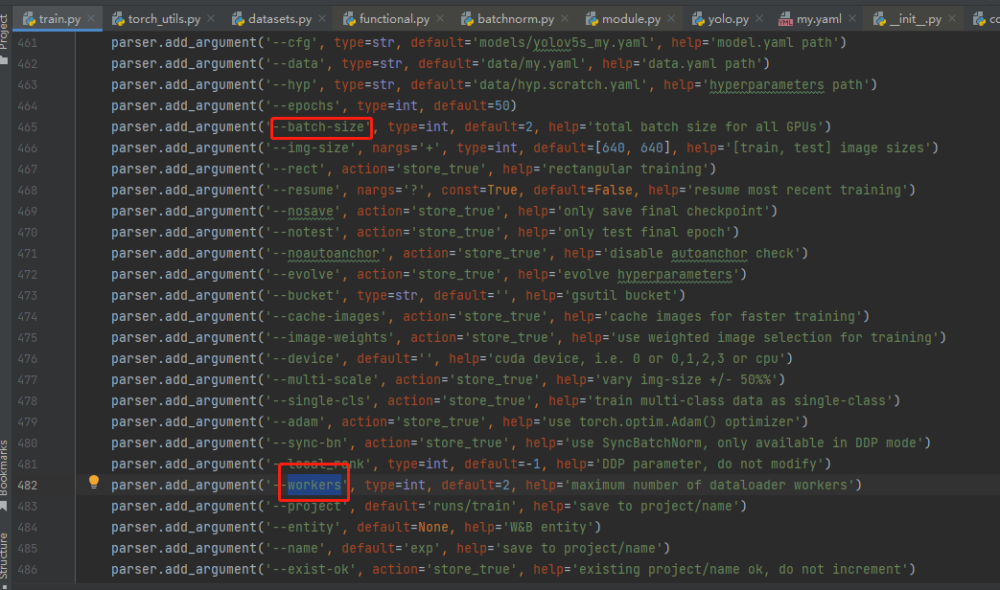 train.py × torch_utils.py × datasets.py × functional.py × batchnorm.py × module.py × yolo.py × my.yaml × __init__.py × co
Project
461 parser.add_argument('--cfg', type=str, default='models/yolov5s_my.yaml', help='model.yaml path')
462 parser.add_argument('--data', type=str, default='data/my.yaml', help='data.yaml path')
463 parser.add_argument('--hyp', type=str, default='data/hyp.scratch.yaml', help='hyperparameters path')
464 parser.add_argument('--epochs', type=int, default=50)
465 parser.add_argument('--batch-size', type=int, default=2, help='total batch size for all GPUs')
466 parser.add_argument('--img-size', nargs='+', type=int, default=[640, 640], help='[train, test] image sizes')
467 parser.add_argument('--rect', action='store_true', help='rectangular training')
468 parser.add_argument('--resume', nargs='?', const=True, default=False, help='resume most recent training')
469 parser.add_argument('--nosave', action='store_true', help='only save final checkpoint')
470 parser.add_argument('--notest', action='store_true', help='only test final epoch')
471 parser.add_argument('--noautoanchor', action='store_true', help='disable autoanchor check')
472 parser.add_argument('--evolve', action='store_true', help='evolve hyperparameters')
473 parser.add_argument('--bucket', type=str, default='', help='gsutil bucket')
474 parser.add_argument('--cache-images', action='store_true', help='cache images for faster training')
475 parser.add_argument('--image-weights', action='store_true', help='use weighted image selection for training')
476 parser.add_argument('--device', default='', help='cuda device, i.e. 0 or 0,1,2,3 or cpu')
477 parser.add_argument('--multi-scale', action='store_true', help='vary img-size +/- 50%%')
478 parser.add_argument('--single-cls', action='store_true', help='train multi-class data as single-class')
479 parser.add_argument('--adam', action='store_true', help='use torch.optim.Adam() optimizer')
480 parser.add_argument('--sync-bn', action='store_true', help='use SyncBatchNorm, only available in DDP mode')
481 parser.add_argument('--local_rank', type=int, default=-1, help='DDP parameter, do not modify')
482 parser.add_argument('--workers', type=int, default=2, help='maximum number of dataloader workers')
483 parser.add_argument('--project', default='runs/train', help='save to project/name')
484 parser.add_argument('--entity', default=None, help='W&B entity')
485 parser.add_argument('--name', default='exp', help='save to project/name')
486 parser.add_argument('--exist-ok', action='store_true', help='existing project/name ok, do not increment')
Bookmarks
Structure